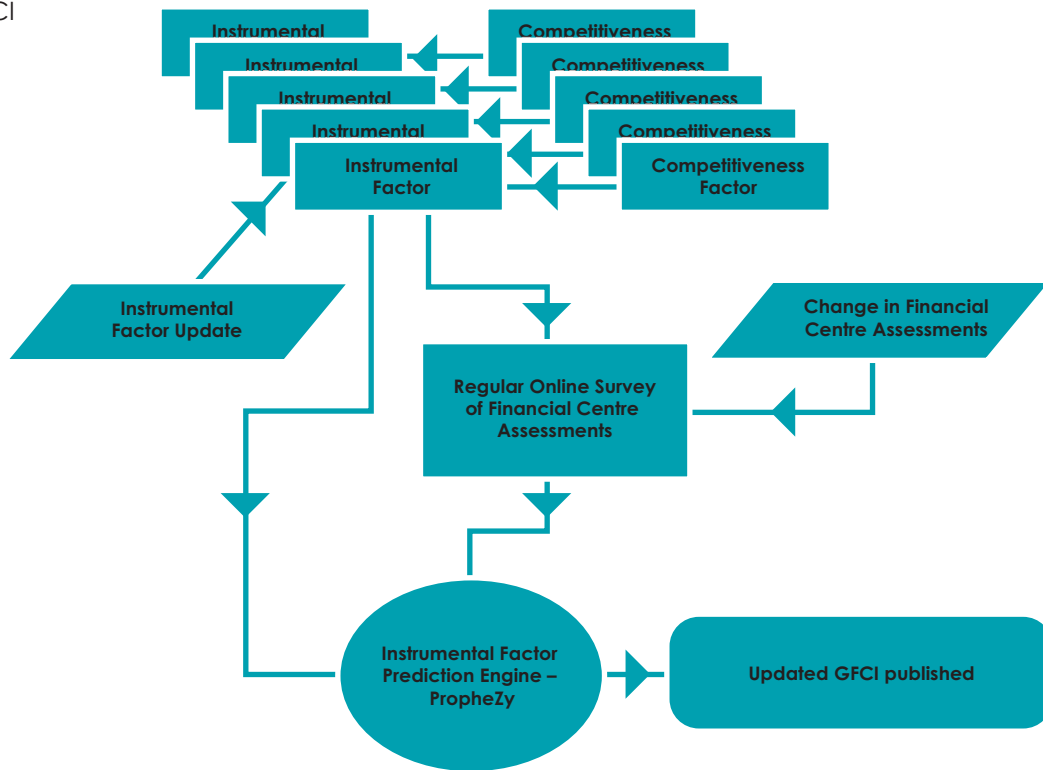 CI
Instrumental
Competitiveness
Instrumental
Competitiveness
Instrumental
Competitiveness
Instrumental
Competitiveness
Instrumental
Factor
Competitiveness
Factor
Instrumental
Factor Update
Change in Financial
Centre Assessments
Regular Online Survey
of Financial Centre
Assessments
Instrumental Factor
Prediction Engine –
PropheZy
Updated GFCI published